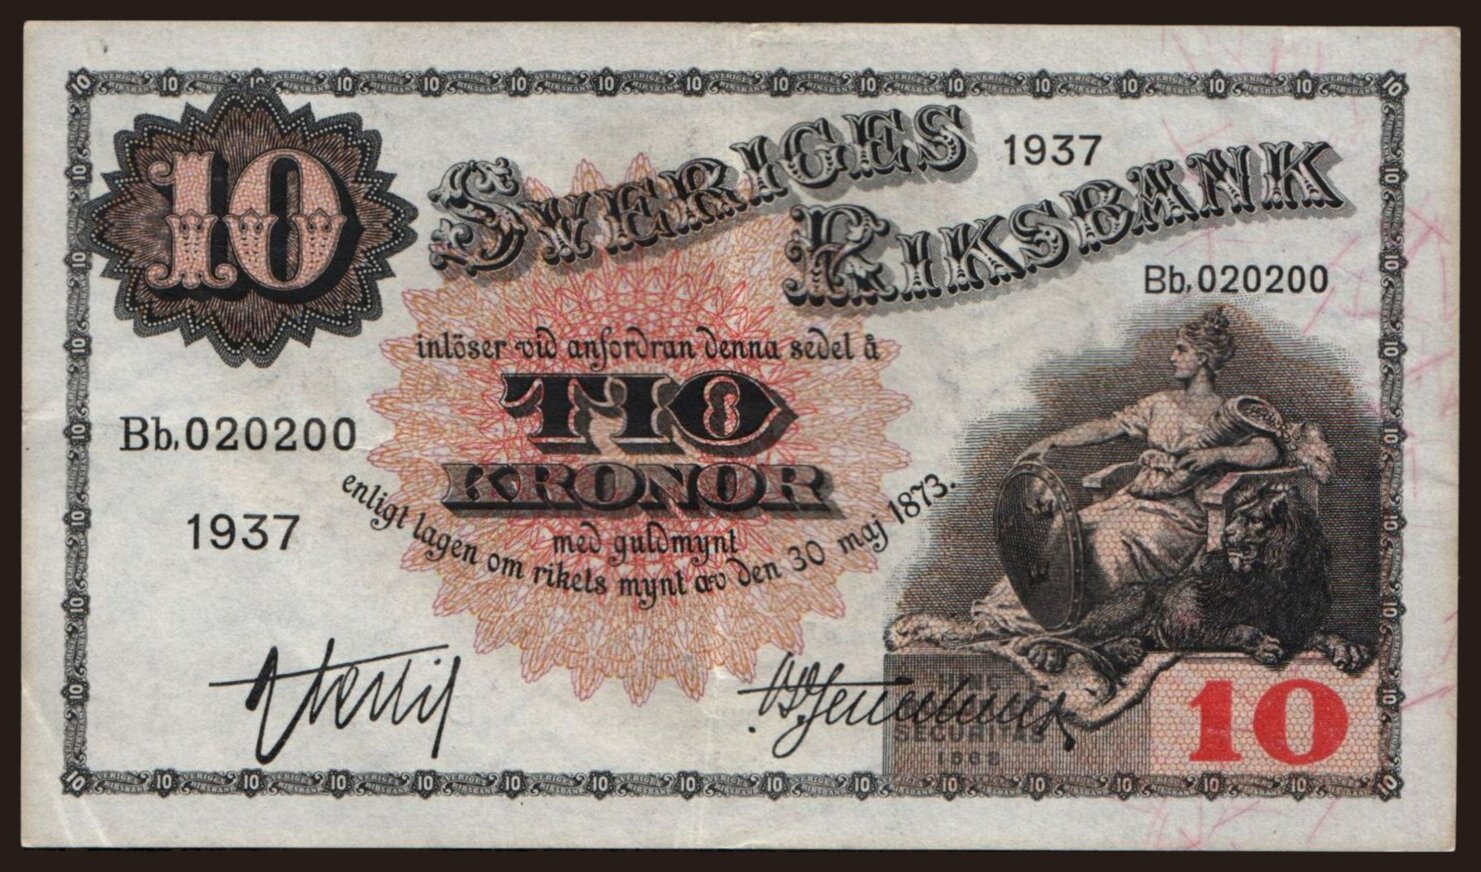 10
SVERIGES
1937
RIKSBANK
Bb,020200
inlöser vid anfordran denna sedel å
TIO
KRONOR
Bb,020200
1937
med guldmynt
enligt lagen om rikets mynt av den 30 maj 1873.
SECURITAS
10